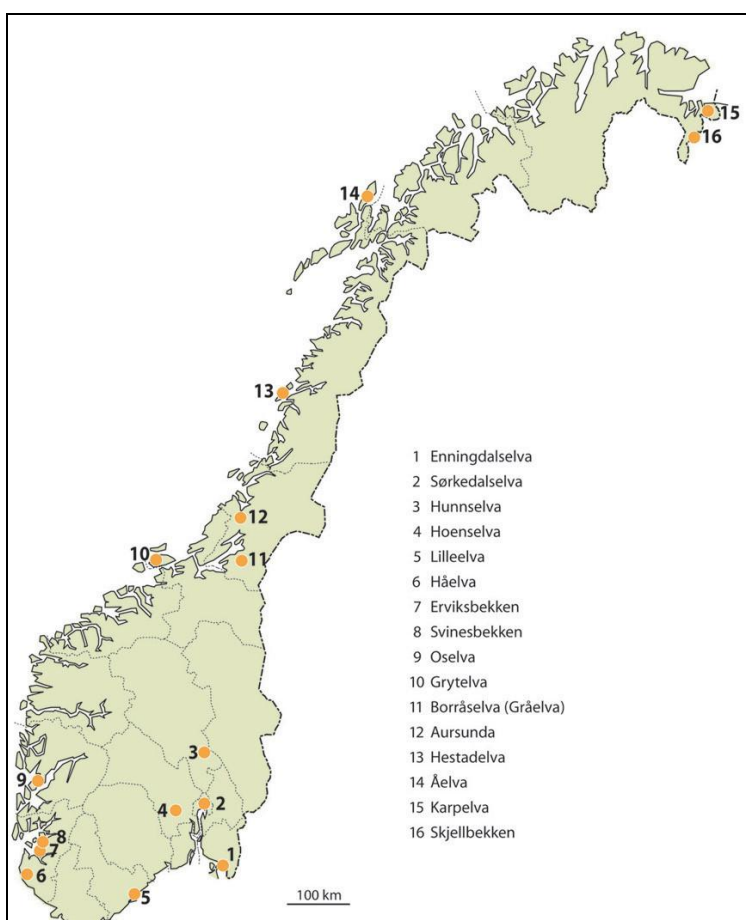 15
16
14
13
1 Enningdalselva
2 Sørkedalselva
3 Hunnselva
4 Hoenselva
5 Lilleelva
6 Håelva
7 Erviksbekken
8 Svinesbekken
9 Oselva
10 Grytelva
11 Borråselva (Gråelva)
12 Aursunda
13 Hestadelva
14 Åelva
15 Karpelva
16 Skjellbekken
12
10
11
3
9
4
2
8
7
1
6
5
100 km